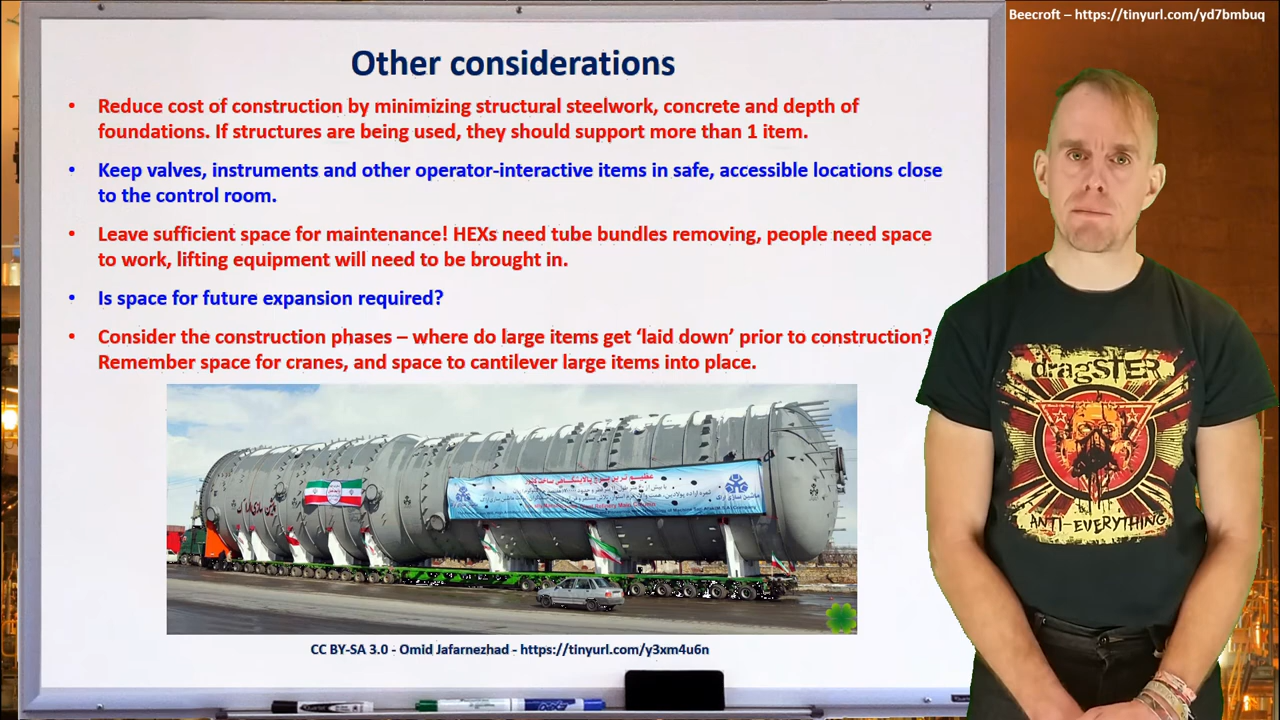 Beecroft – https://tinyurl.com/yd7bmbuq
Other considerations
• Reduce cost of construction by minimizing structural steelwork, concrete and depth of
foundations. If structures are being used, they should support more than 1 item.
• Keep valves, instruments and other operator-interactive items in safe, accessible locations close
to the control room.
• Leave sufficient space for maintenance! HEXs need tube bundles removing, people need space
to work, lifting equipment will need to be brought in.
• Is space for future expansion required?
• Consider the construction phases – where do large items get ‘laid down’ prior to construction?
Remember space for cranes, and space to cantilever large items into place.
CC BY-SA 3.0 - Omid Jafarnezhad - https://tinyurl.com/y3xm4u6n
dragSTER
ANTI-EVERYTHING